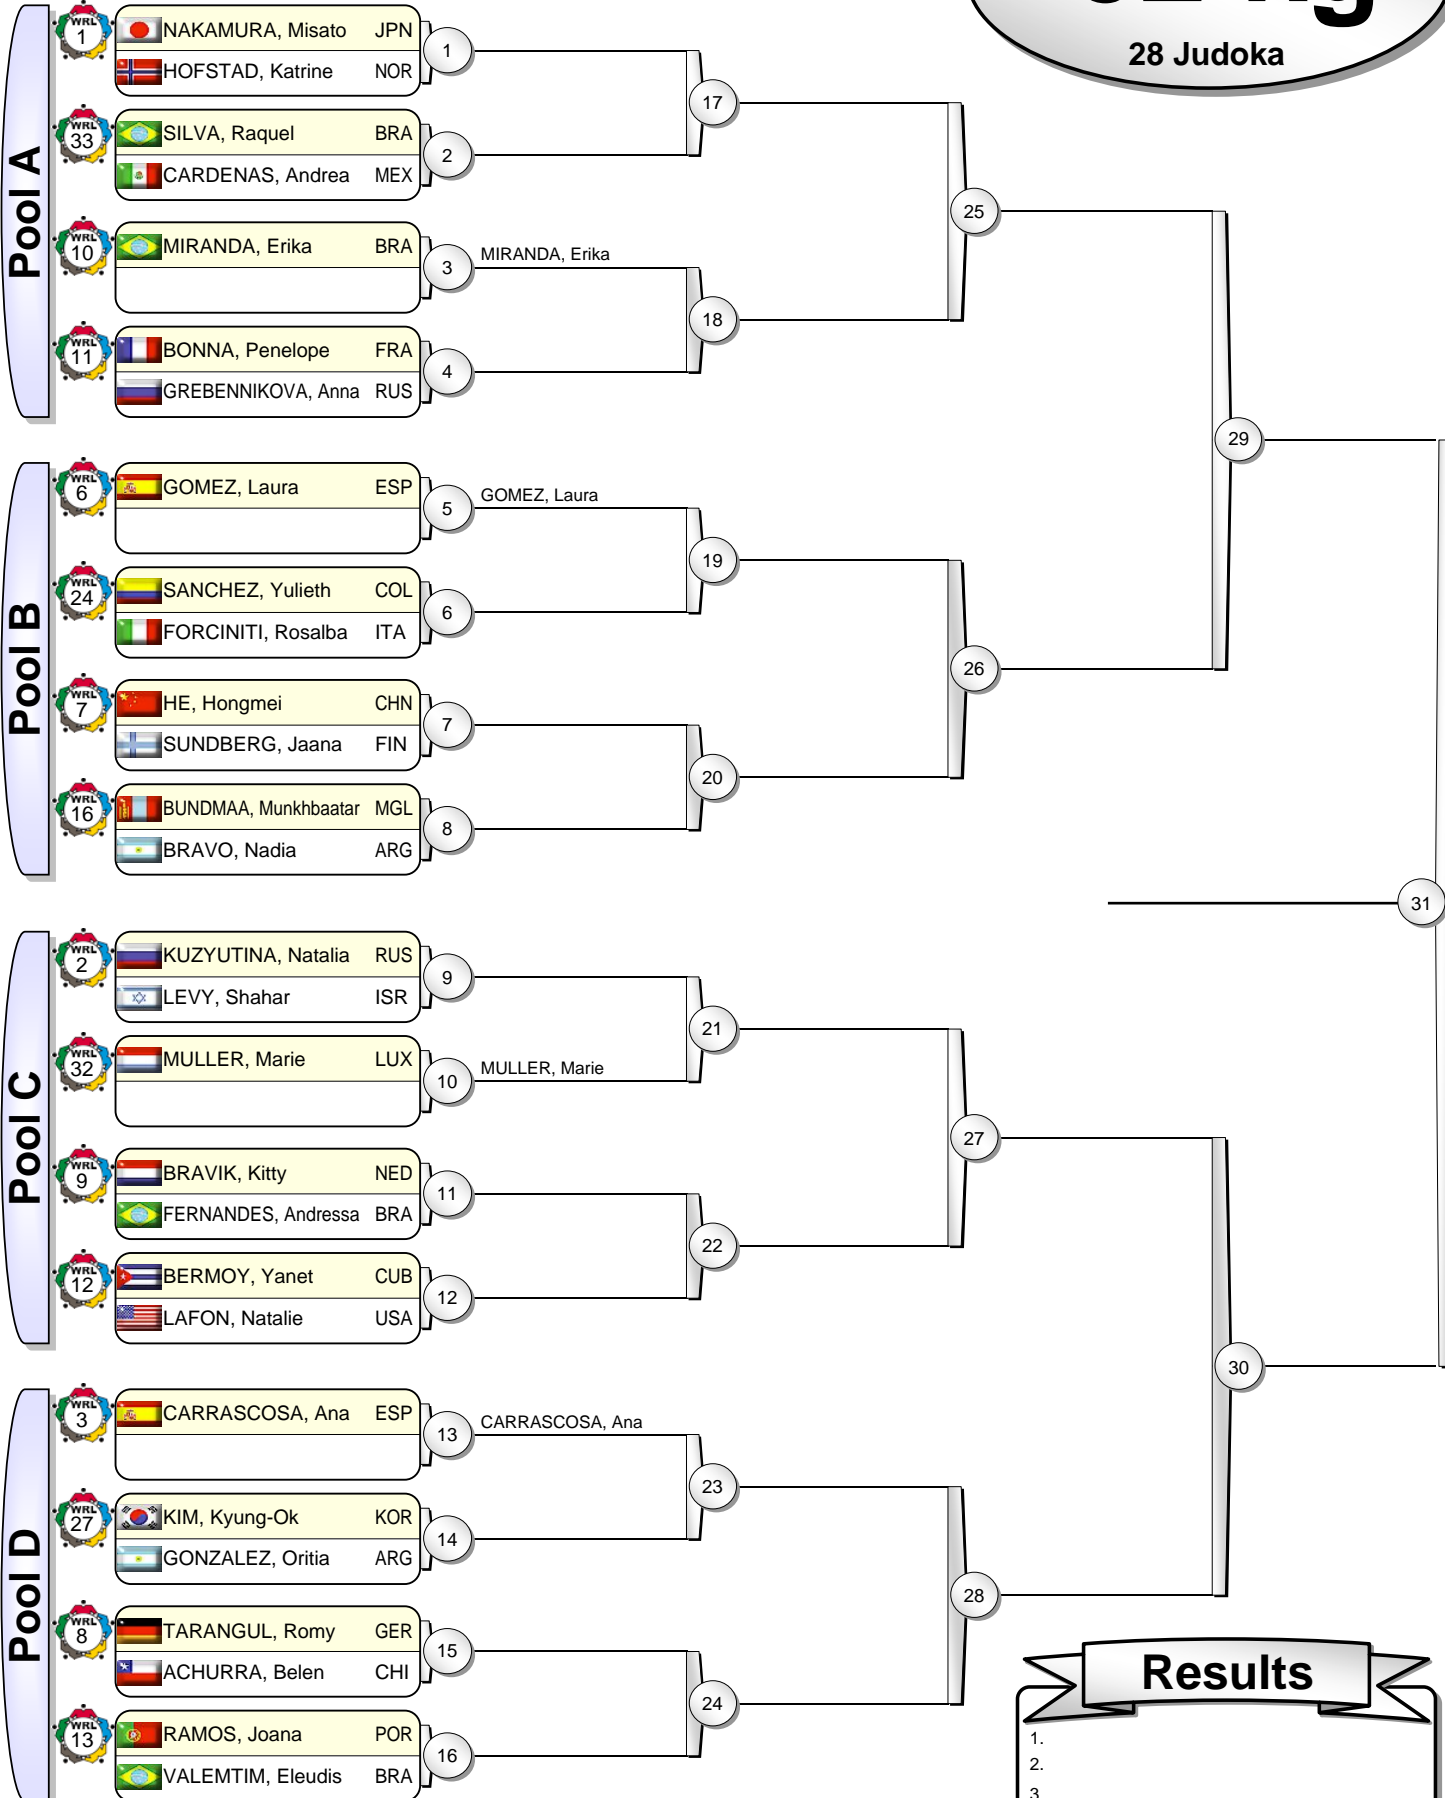 28 Judoka
Pool A
WRL 1
NAKAMURA, Misato JPN
HOFSTAD, Katrine NOR
1
WRL 33
SILVA, Raquel BRA
CARDENAS, Andrea MEX
2
17
WRL 10
MIRANDA, Erika BRA
3
MIRANDA, Erika
WRL 11
BONNA, Penelope FRA
GREBENNIKOVA, Anna RUS
4
18
25
Pool B
WRL 6
GOMEZ, Laura ESP
5
GOMEZ, Laura
WRL 24
SANCHEZ, Yulieth COL
FORCINITI, Rosalba ITA
6
19
WRL 7
HE, Hongmei CHN
SUNDBERG, Jaana FIN
7
WRL 16
BUNDMAA, Munkhbaatar MGL
BRAVO, Nadia ARG
8
20
26
29
31
Pool C
WRL 2
KUZYUTINA, Natalia RUS
LEVY, Shahar ISR
9
WRL 32
MULLER, Marie LUX
10
MULLER, Marie
21
WRL 9
BRAVIK, Kitty NED
FERNANDES, Andressa BRA
11
WRL 12
BERMOY, Yanet CUB
LAFON, Natalie USA
12
22
27
Pool D
WRL 3
CARRASCOSA, Ana ESP
13
CARRASCOSA, Ana
WRL 27
KIM, Kyung-Ok KOR
GONZALEZ, Oritia ARG
14
23
WRL 8
TARANGUL, Romy GER
ACHURRA, Belen CHI
15
WRL 13
RAMOS, Joana POR
VALEMTIM, Eleudis BRA
16
24
28
30
Results
1.
2.
3